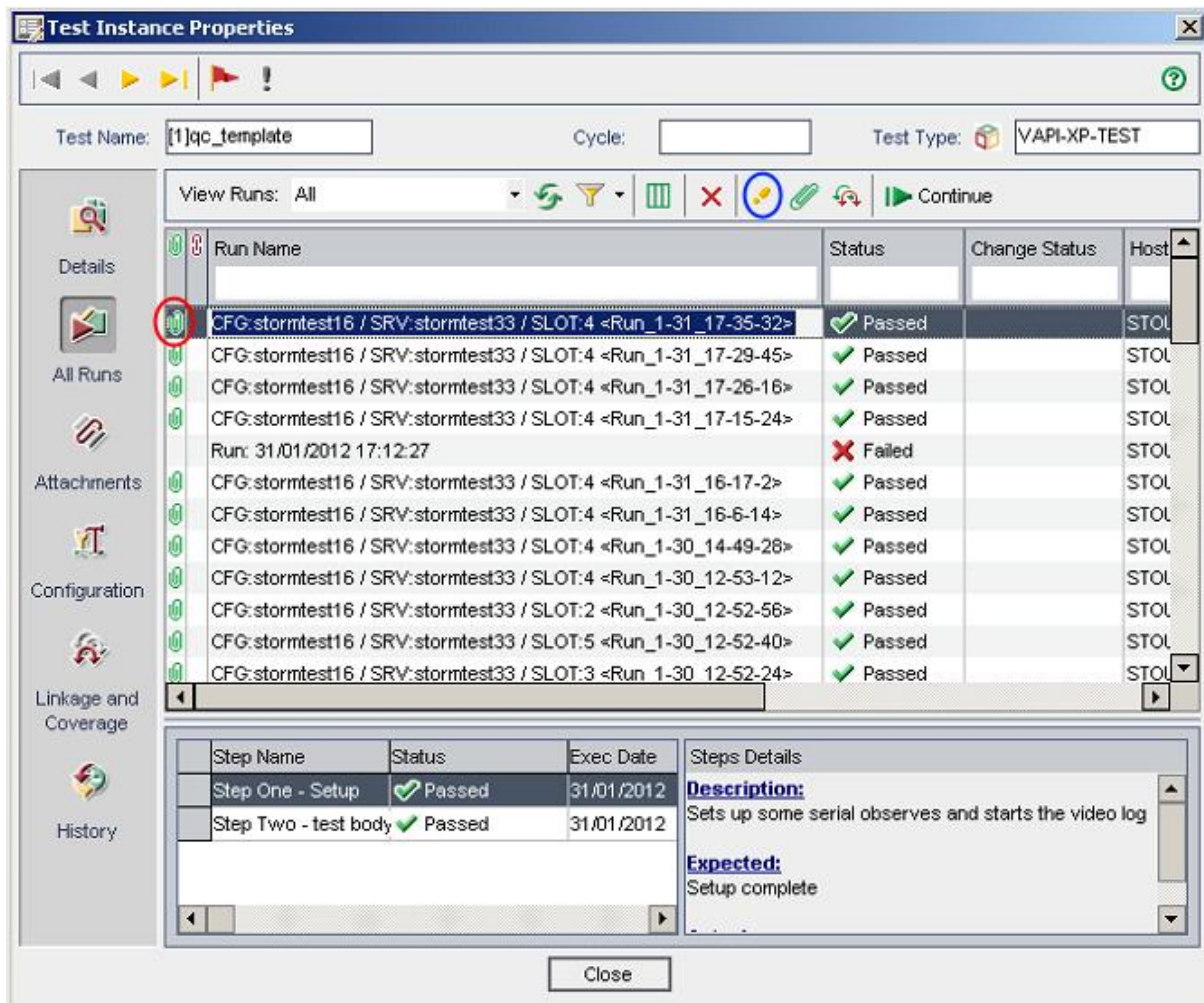 Test Instance Properties
Test Name: [1]qc_template Cycle: Test Type: VAPI-XP-TEST
View Runs: All Continue
Details
All Runs
Attachments
Configuration
Linkage and
Coverage
History
Run Name Status Change Status Host
CFG:stormtest16 / SRV:stormtest33 / SLOT:4 <Run_1-31_17-35-32> Passed STOU
CFG:stormtest16 / SRV:stormtest33 / SLOT:4 <Run_1-31_17-29-45> Passed STOU
CFG:stormtest16 / SRV:stormtest33 / SLOT:4 <Run_1-31_17-26-16> Passed STOU
CFG:stormtest16 / SRV:stormtest33 / SLOT:4 <Run_1-31_17-15-24> Passed STOU
Run: 31/01/2012 17:12:27 Failed STOU
CFG:stormtest16 / SRV:stormtest33 / SLOT:4 <Run_1-31_16-17-2> Passed STOU
CFG:stormtest16 / SRV:stormtest33 / SLOT:4 <Run_1-31_16-6-14> Passed STOU
CFG:stormtest16 / SRV:stormtest33 / SLOT:4 <Run_1-30_14-49-28> Passed STOU
CFG:stormtest16 / SRV:stormtest33 / SLOT:4 <Run_1-30_12-53-12> Passed STOU
CFG:stormtest16 / SRV:stormtest33 / SLOT:2 <Run_1-30_12-52-56> Passed STOU
CFG:stormtest16 / SRV:stormtest33 / SLOT:5 <Run_1-30_12-52-40> Passed STOU
CFG:stormtest16 / SRV:stormtest33 / SLOT:3 <Run_1-30_12-52-24> Passed STOU
Step Name Status Exec Date
Step One - Setup Passed 31/01/2012
Step Two - test body Passed 31/01/2012
Steps Details
Description:
Sets up some serial observes and starts the video log
Expected:
Setup complete
Close